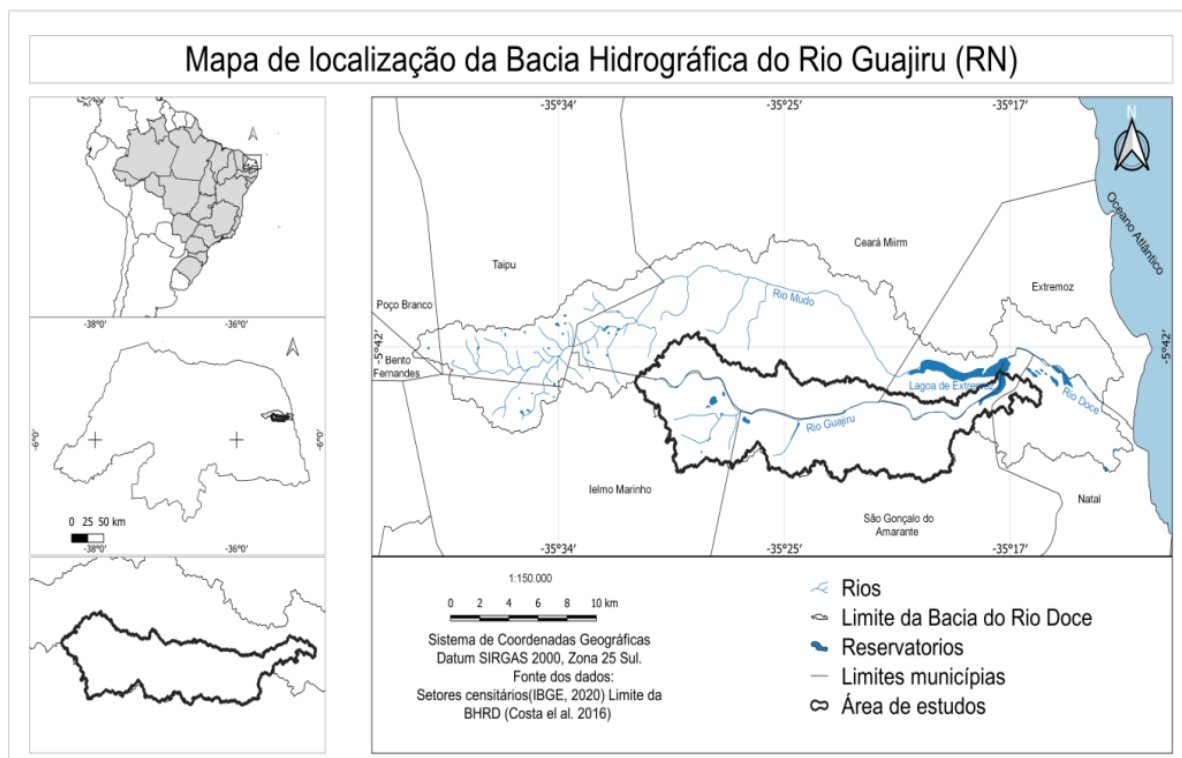 Mapa de localização da Bacia Hidrográfica do Rio Guajiru (RN)
-38°0′
-36°0′
-6°0′
-6°0′
0 25 50 km
-38°0′
-36°0′
-35°34′
-35°25′
-35°17′
N
Oceano Atlântico
Ceará Miirm
Taipu
Extremoz
Rio Mudo
Poço Branco
-5°42′
-5°42′
Bento
Fernandes
Lagoa de Extremoz
Rio Doce
Rio Guajiru
Ielmo Marinho
Natal
São Gonçalo do
Amarante
-35°34′
-35°25′
-35°17′
1:150.000
0 2 4 6 8 10 km
Sistema de Coordenadas Geográficas
Datum SIRGAS 2000, Zona 25 Sul.
Fonte dos dados:
Setores censitários(IBGE, 2020) Limite da
BHRD (Costa el al. 2016)
Rios
Limite da Bacia do Rio Doce
Reservatorios
Limites municípias
Área de estudos